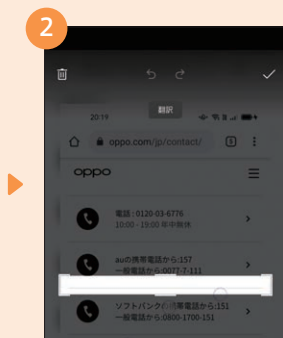 2
翻訳
20:19
oppo.com/jp/contact/
oppo
電話:0120-03-6776
10:00 - 19:00 年中無休
auの携帯電話から:157
一般電話から:0077-7-111
ソフトバンクの携帯電話から:151
一般電話から:0800-1700-151